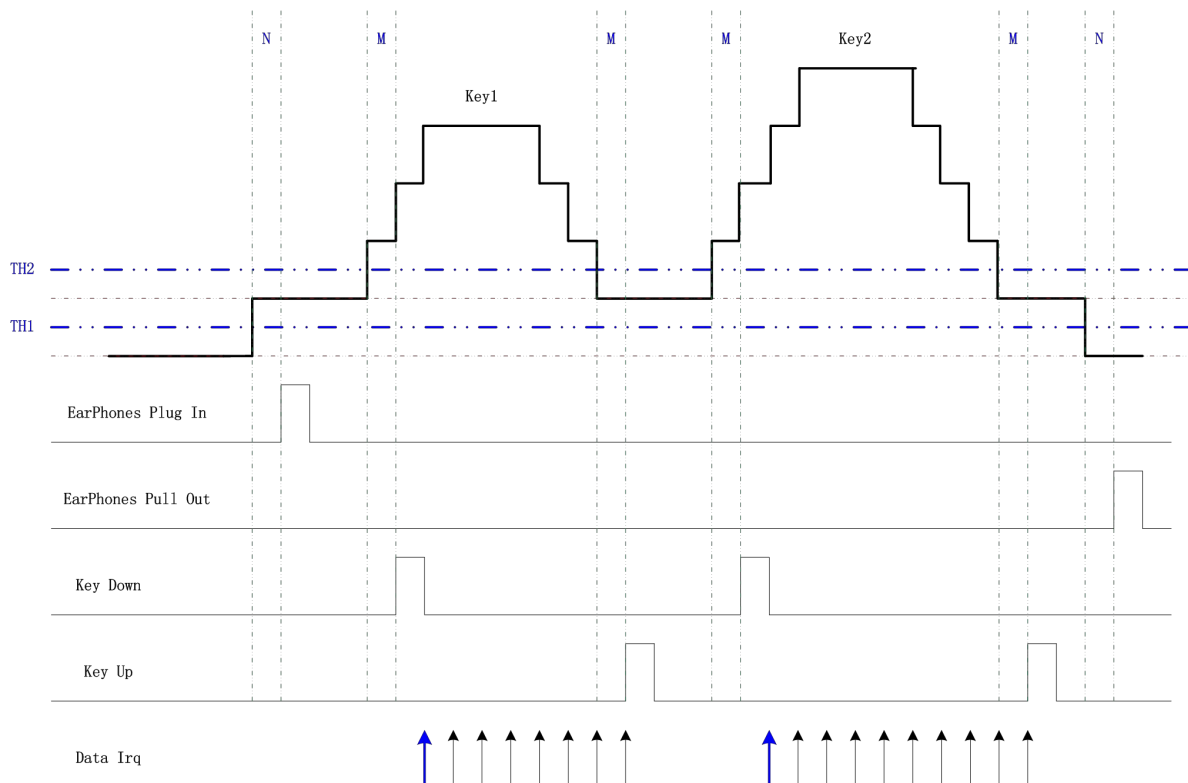 N M M M Key2 M N
Key1
TH2
TH1
EarPhones Plug In
EarPhones Pull Out
Key Down
Key Up
Data Irq